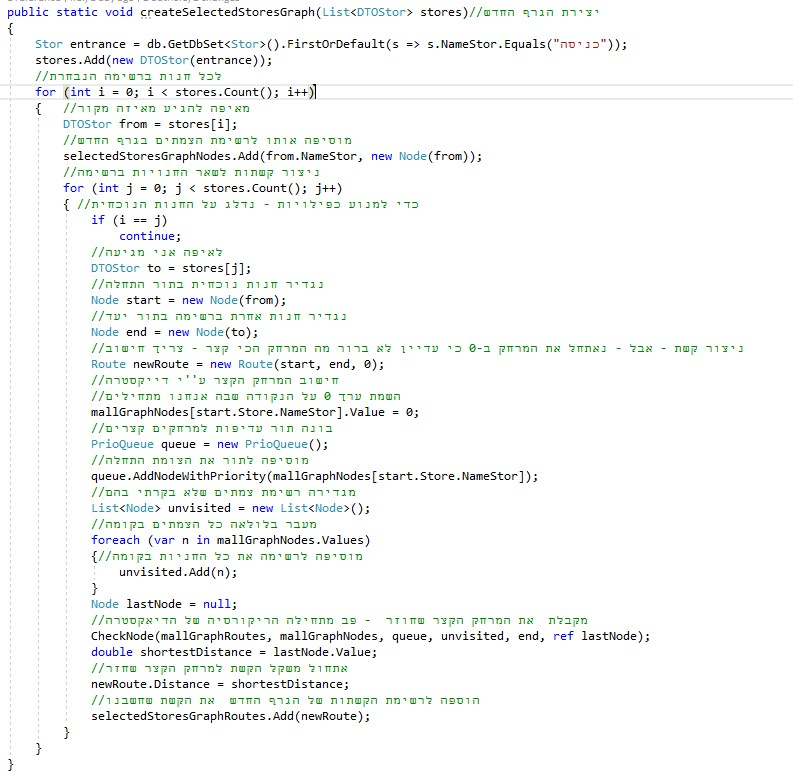 public static void createSelectedStoresGraph(List<DTOStor> stores)//יצירת הגרף החדש
{
Stor entrance = db.GetDbSet<Stor>().FirstOrDefault(s => s.NameStor.Equals("כניסה"));
stores.Add(new DTOStor(entrance));
//לכל חנות ברשימה הנבחרת
for (int i = 0; i < stores.Count(); i++)
{ //מאיפה להגיע מאיזה מקור
DTOStor from = stores[i];
//מוסיפה אותו לרשימת הצמתים בגרף החדש
selectedStoresGraphNodes.Add(from.NameStor, new Node(from));
//ניצור קשתות לשאר החנויות ברשימה
for (int j = 0; j < stores.Count(); j++)
{ //כדי למנוע כפילויות - נדלג על החנות הנוכחית
if (i == j)
continue;
//לאיפה אני מגיעה
DTOStor to = stores[j];
//נגדיר חנות נוכחית בתור התחלה
Node start = new Node(from);
//נגדיר חנות אחרת ברשימה בתור יעד
Node end = new Node(to);
//ניצור קשת - אבל - נאתחל את המרחק ב-0 כי עדיין לא ברור מה המרחק הכי קצר - צריך חישוב
Route newRoute = new Route(start, end, 0);
//חישוב המרחק הקצר ע''י דייקסטרה
//השמת ערך 0 על הנקודה שבה אנחנו מתחילים
mallGraphNodes[start.Store.NameStor].Value = 0;
//בונה תור עדיפות למרחקים קצרים
PrioQueue queue = new PrioQueue();
//מוסיפה לתור את הצומת התחלה
queue.AddNodeWithPriority(mallGraphNodes[start.Store.NameStor]);
//מגדירה רשימת צמתים שלא בקרתי בהם
List<Node> unvisited = new List<Node>();
//מעבר בלולאה כל הצמתים בקומה
foreach (var n in mallGraphNodes.Values)
{//מוסיפה לרשימה את כל החניות בקומה
unvisited.Add(n);
}
Node lastNode = null;
//מקבלת  את המרחק הקצר שחוזר  - פב מתחילה הריקורסיה של הדיאקסטרה
CheckNode(mallGraphRoutes, mallGraphNodes, queue, unvisited, end, ref lastNode);
double shortestDistance = lastNode.Value;
//אתחול משקל הקשת למרחק הקצר שחזר
newRoute.Distance = shortestDistance;
//הוספה לרשימת הקשתות של הגרף החדש  את הקשת שחשבנו
selectedStoresGraphRoutes.Add(newRoute);
}
}
}